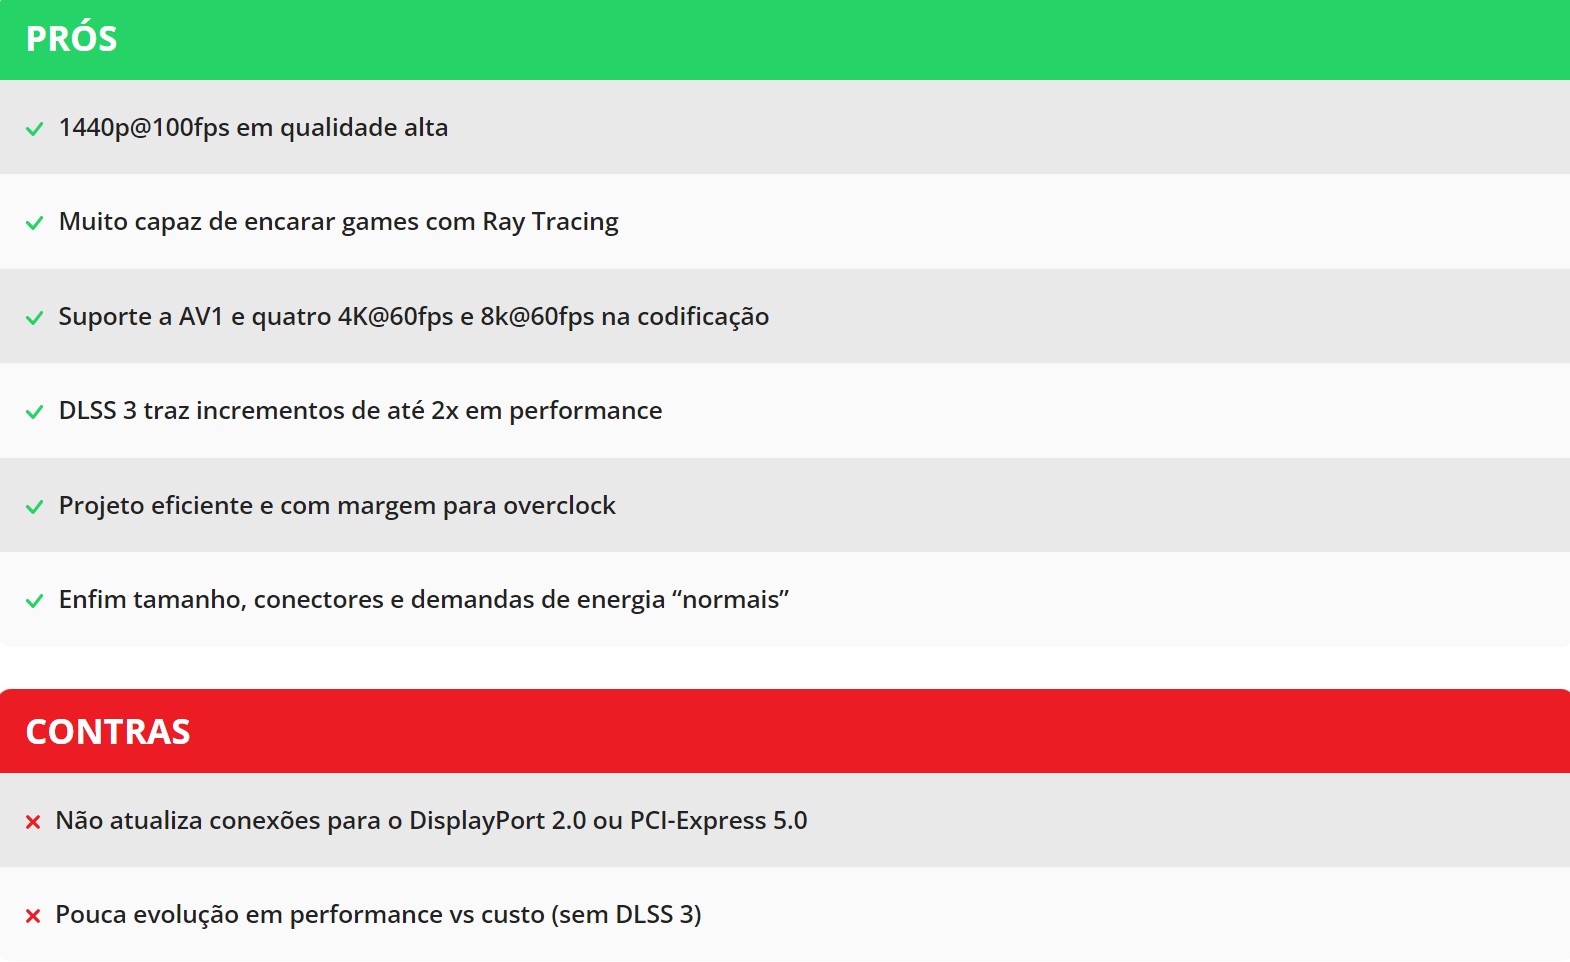 PRÓS
1440p@100fps em qualidade alta
Muito capaz de encarar games com Ray Tracing
Suporte a AV1 e quatro 4K@60fps e 8k@60fps na codificação
DLSS 3 traz incrementos de até 2x em performance
Projeto eficiente e com margem para overclock
Enfim tamanho, conectores e demandas de energia “normais”
CONTRAS
Não atualiza conexões para o DisplayPort 2.0 ou PCI-Express 5.0
Pouca evolução em performance vs custo (sem DLSS 3)